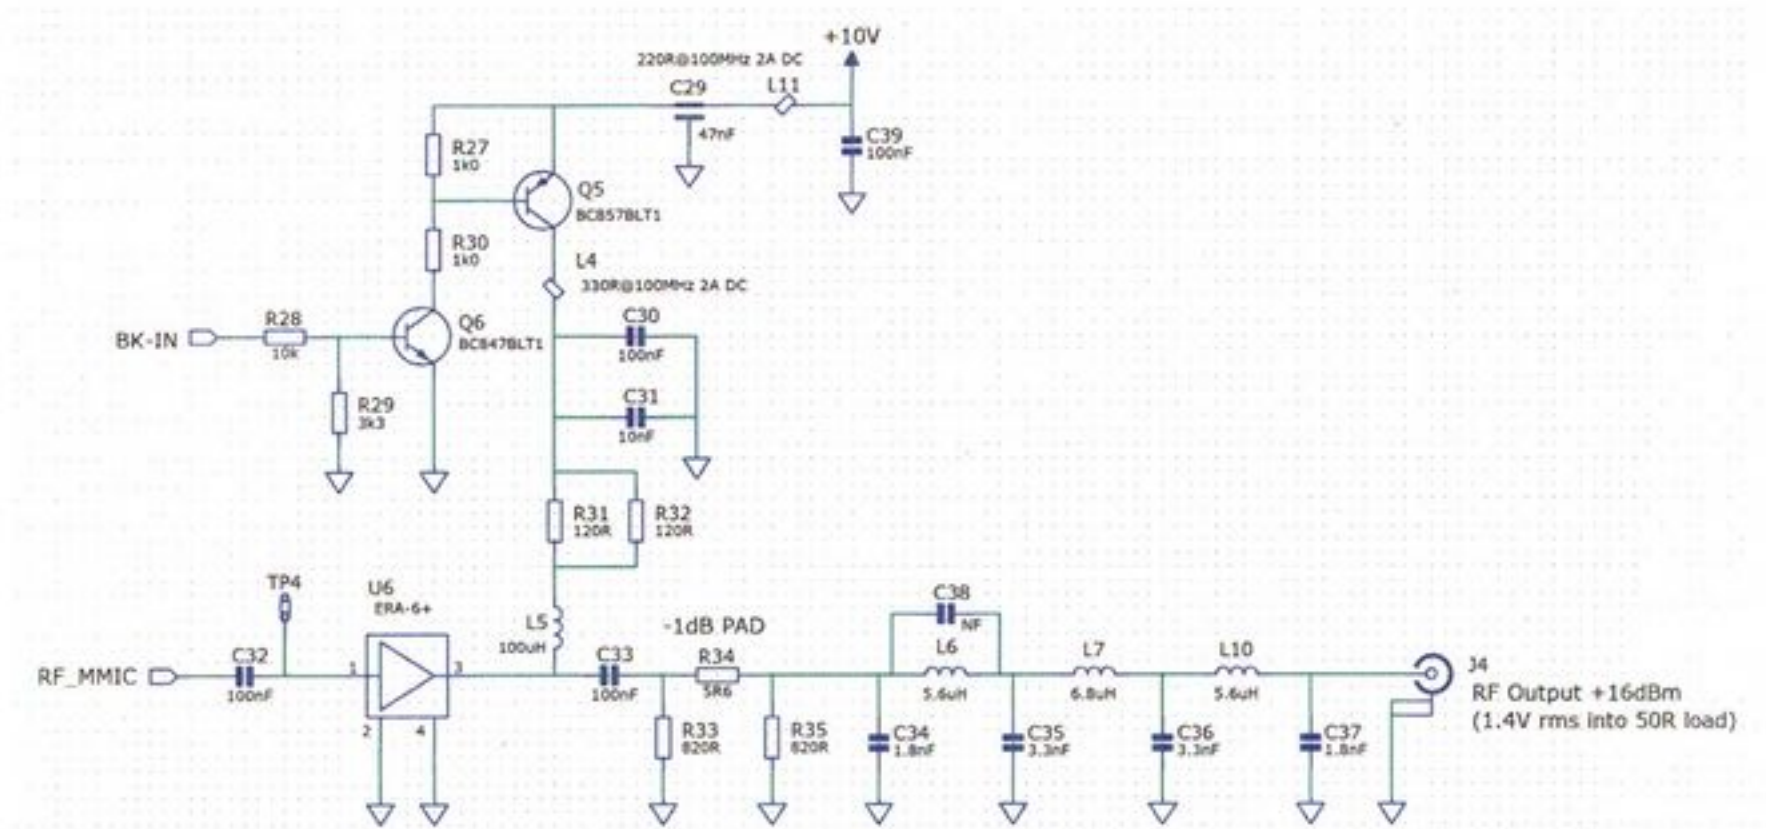 +10V
220R@100MHz 2A DC
C29
L11
47nF
C39
100nF
R27
1k0
Q5
BC857BLT1
R30
1k0
L4
330R@100MHz 2A DC
BK-IN
R28
10k
Q6
BC847BLT1
C30
100nF
R29
3k3
C31
10nF
R31
120R
R32
120R
TP4
U6
ERA-6+
L5
100uH
-1dB PAD
C38
NF
RF_MMIC
C32
100nF
1
3
2
4
C33
100nF
R34
5R6
L6
5.6uH
L7
6.8uH
L10
5.6uH
J4
RF Output +16dBm
(1.4V rms into 50R load)
R33
820R
R35
820R
C34
1.8nF
C35
3.3nF
C36
3.3nF
C37
1.8nF